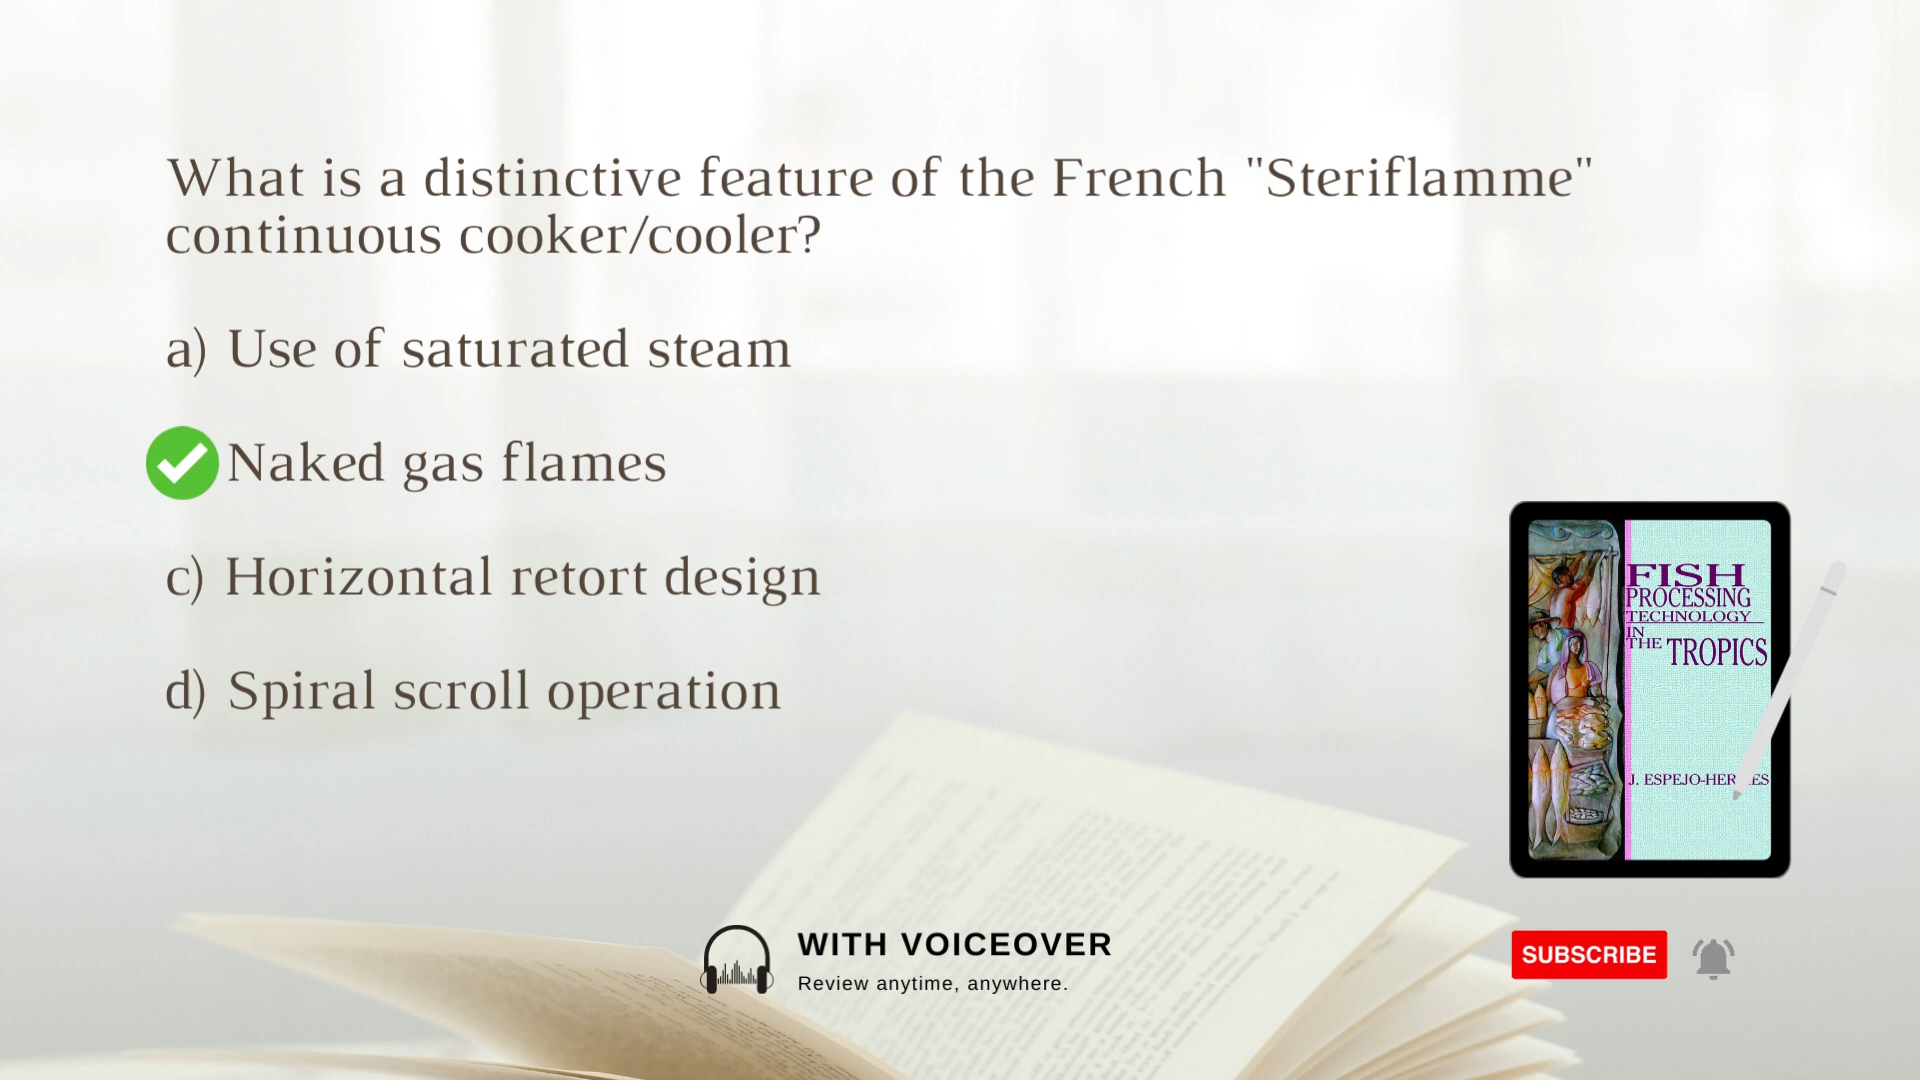 What is a distinctive feature of the French "Steriflamme"
continuous cooker/cooler?
a) Use of saturated steam
Naked gas flames
c) Horizontal retort design
d) Spiral scroll operation
FISH
PROCESSING
TECHNOLOGY
IN
THE TROPICS
WITH VOICEOVER
Review anytime, anywhere.
SUBSCRIBE